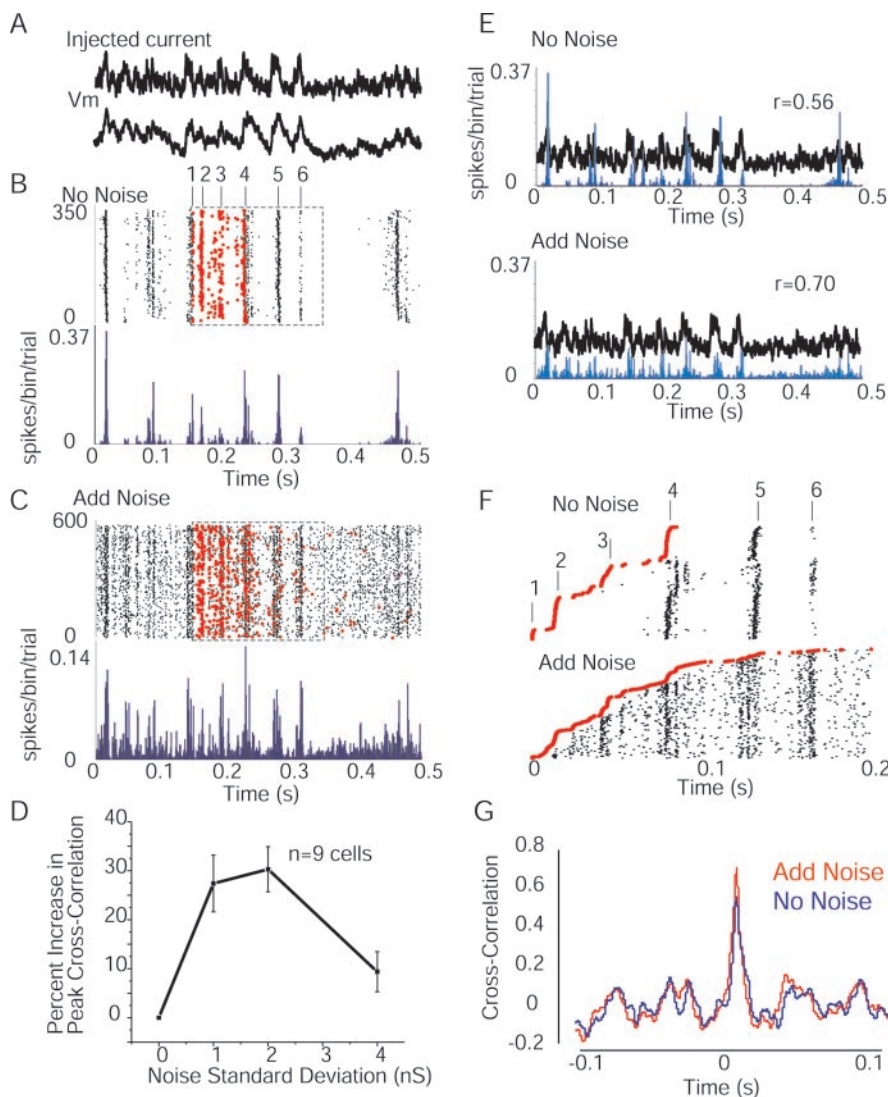 A
Injected current
Vm
B
No Noise
1 2 3 4 5 6
350
0
0.37
spikes/bin/trial
0
0 0.1 0.2 0.3 0.4 0.5
Time (s)
C
Add Noise
600
0
0.14
spikes/bin/trial
0
0 0.1 0.2 0.3 0.4 0.5
Time (s)
D
Percent Increase in
Peak Cross-Correlation
40
30
20
10
0
n=9 cells
0 1 2 3 4
Noise Standard Deviation (nS)
E
No Noise
0.37
r=0.56
spikes/bin/trial
0
0 0.1 0.2 0.3 0.4 0.5
Time (s)
Add Noise
0.37
r=0.70
0
0 0.1 0.2 0.3 0.4 0.5
Time (s)
F
No Noise
1 2 3 4 5 6
Add Noise
0 0.1 0.2
Time (s)
G
Cross-Correlation
0.8
0.6
0.4
0.2
0
-0.2
Add Noise
No Noise
-0.1 0 0.1
Time (s)